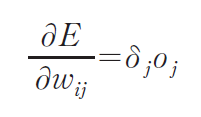 ∂E/∂w_ij = δ_j o_j